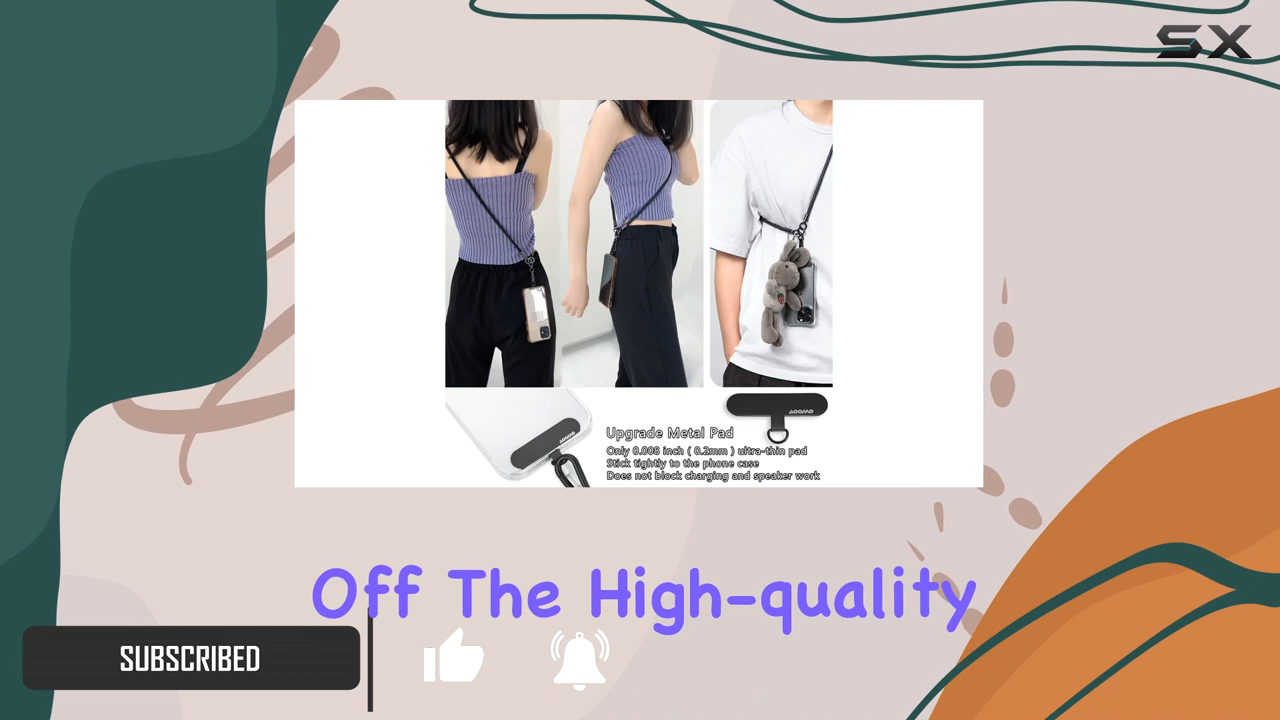 SX
Upgrade Metal Pad
Only 0.008 inch ( 0.2mm ) ultra-thin pad
Stick tightly to the phone case
Does not block charging and speaker work
Off The High-quality
SUBSCRIBED